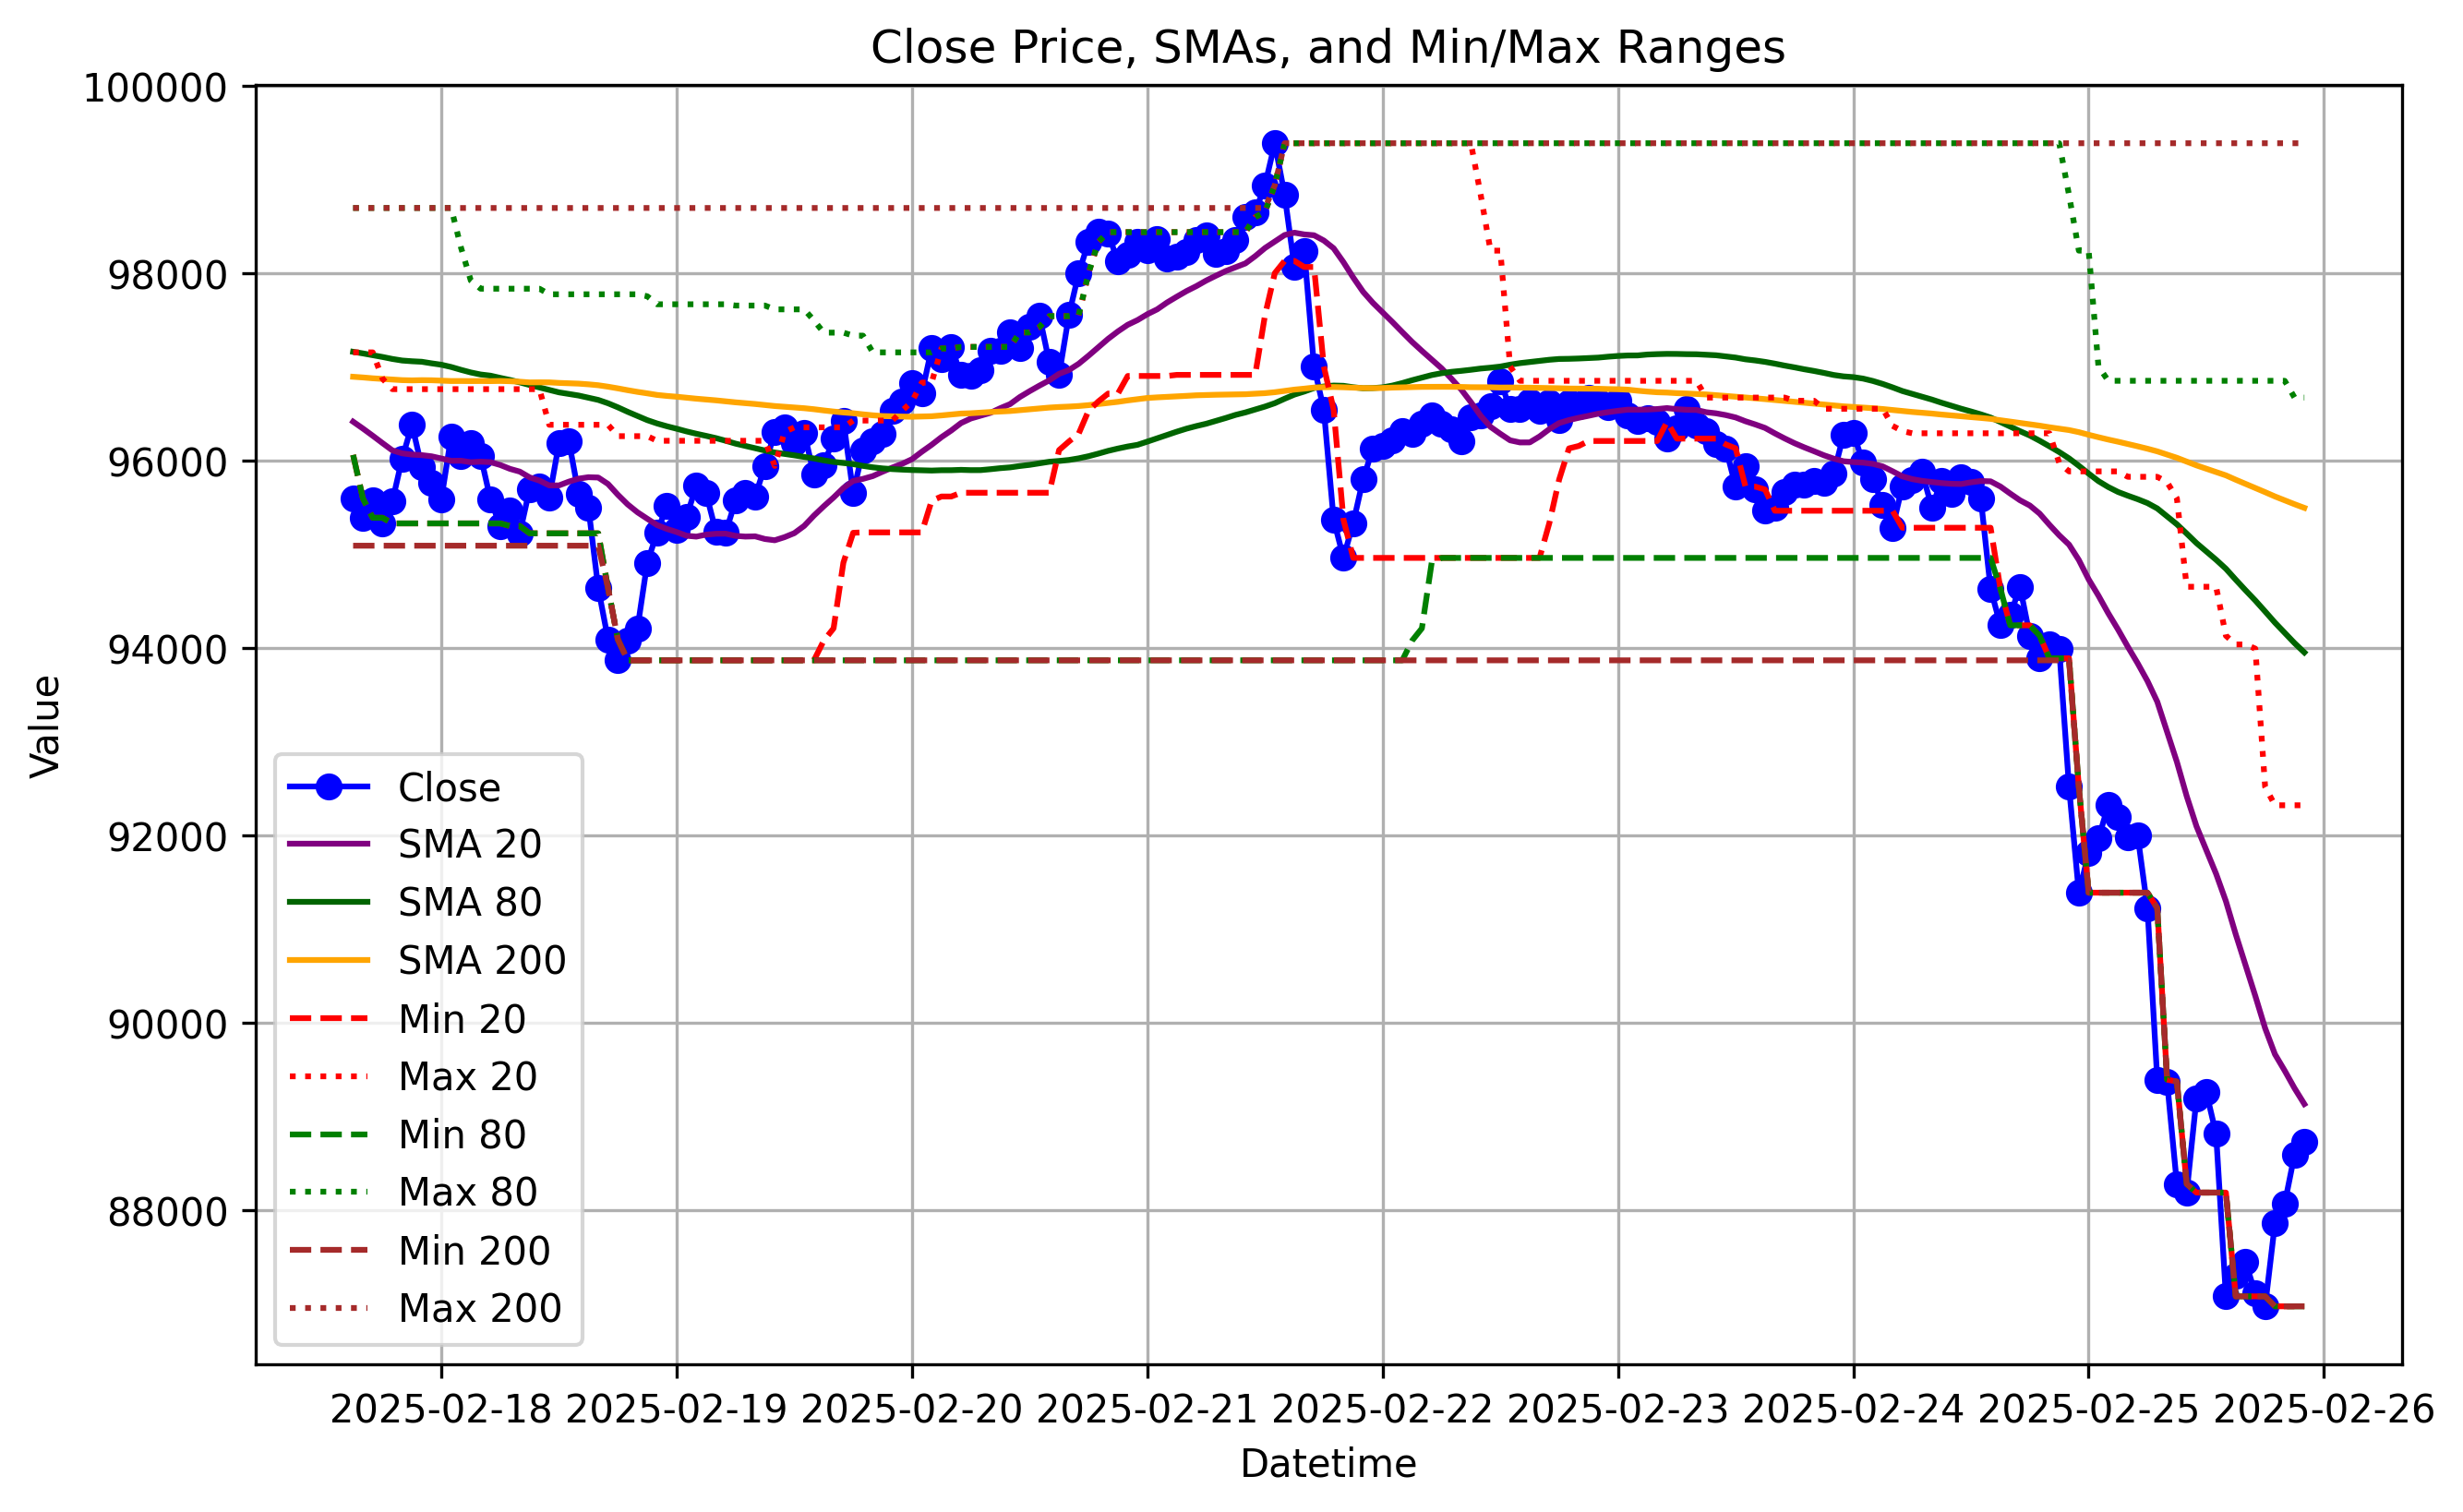 Close Price, SMAs, and Min/Max Ranges
100000
98000
96000
94000
92000
90000
88000
Value
Close
SMA 20
SMA 80
SMA 200
Min 20
Max 20
Min 80
Max 80
Min 200
Max 200
2025-02-18 2025-02-19 2025-02-20 2025-02-21 2025-02-22 2025-02-23 2025-02-24 2025-02-25 2025-02-26
Datetime